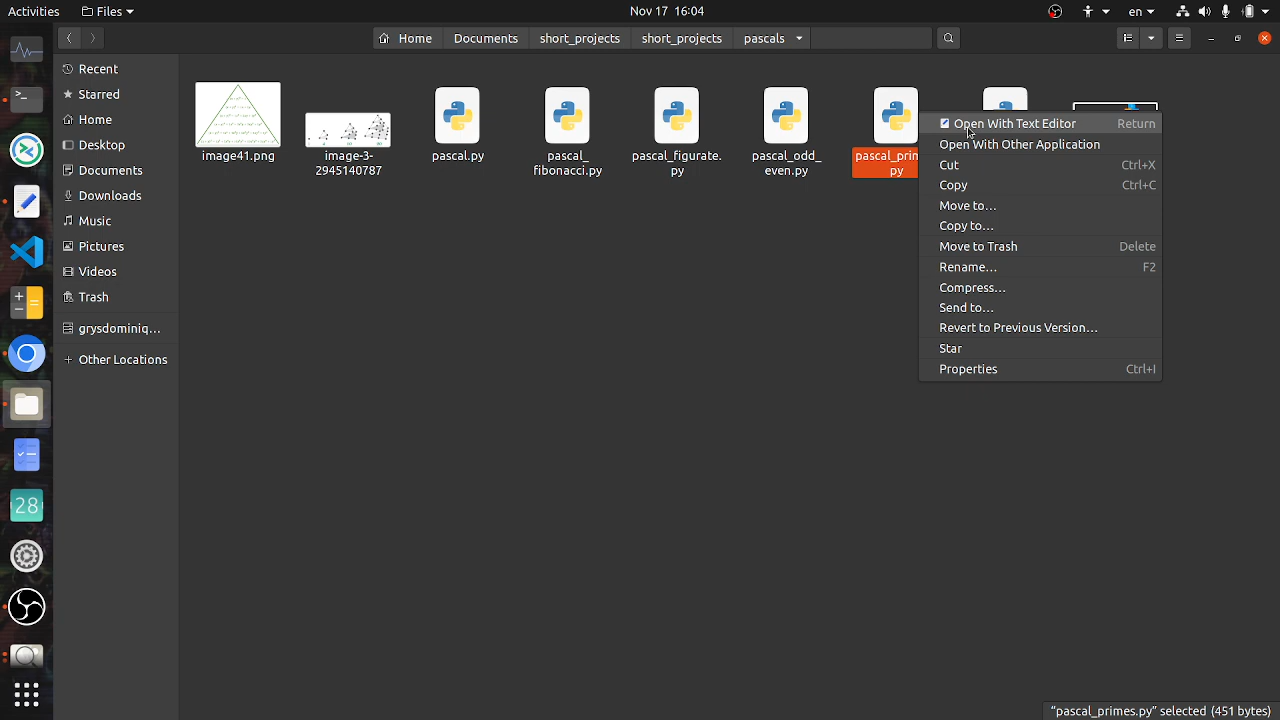 Activities
Files
Nov 17 16:04
en
Home
Documents
short_projects
short_projects
pascals
Recent
Starred
Home
Desktop
Documents
Downloads
Music
Pictures
Videos
Trash
grysdominiq...
Other Locations
28
image41.png
image-3-
2945140787
pascal.py
pascal_
fibonacci.py
pascal_figurate.
py
pascal_odd_
even.py
pascal_prim
py
Open With Text Editor Return
Open With Other Application
Cut Ctrl+X
Copy Ctrl+C
Move to…
Copy to…
Move to Trash Delete
Rename… F2
Compress…
Send to…
Revert to Previous Version…
Star
Properties Ctrl+I
“pascal_primes.py” selected (451 bytes)